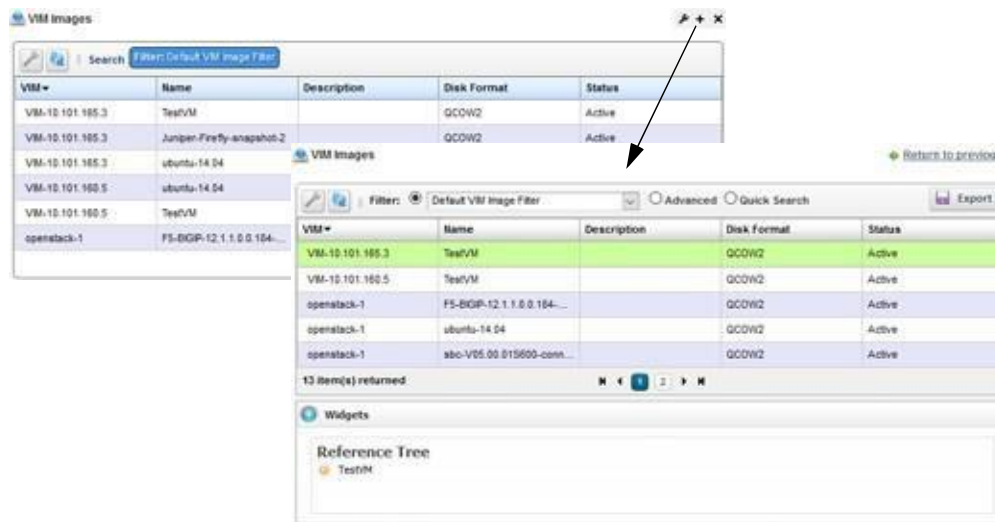 VIM Images
Search Filter: Default VIM Image Filter
VIM Name Description Disk Format Status
VIM-10.101.165.3 TestVM QCOW2 Active
VIM-10.101.165.3 Juniper-Firefly-snapshot-2 QCOW2 Active
VIM-10.101.165.3 ubuntu-14.04
VIM-10.101.160.5 ubuntu-14.04
VIM-10.101.160.5 TestVM
openstack-1 F5-BIGIP-12.1.1.0.0.184-...
VIM Images
Return to previou
Filter: Default VIM Image Filter Advanced Quick Search Export
VIM Name Description Disk Format Status
VIM-10.101.165.3 TestVM QCOW2 Active
VIM-10.101.160.5 TestVM QCOW2 Active
openstack-1 F5-BIGIP-12.1.1.0.0.184-... QCOW2 Active
openstack-1 ubuntu-14.04 QCOW2 Active
openstack-1 sbc-V05.00.01S600-conn... QCOW2 Active
13 item(s) returned 1 2
Widgets
Reference Tree
TestVM